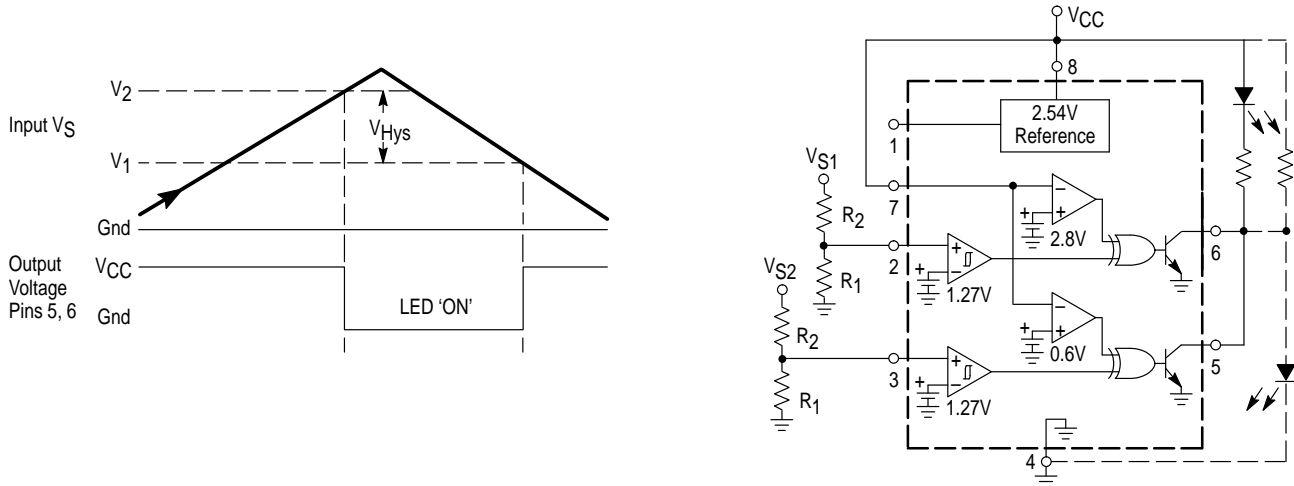 V2
Input VS
VHys
V1
Gnd
Output
Voltage
Pins 5, 6
VCC
Gnd
LED ‘ON’
VCC
8
2.54V
Reference
1
VS1
R2
7
2.8V
6
2
R1
1.27V
VS2
R2
0.6V
5
3
R1
1.27V
4